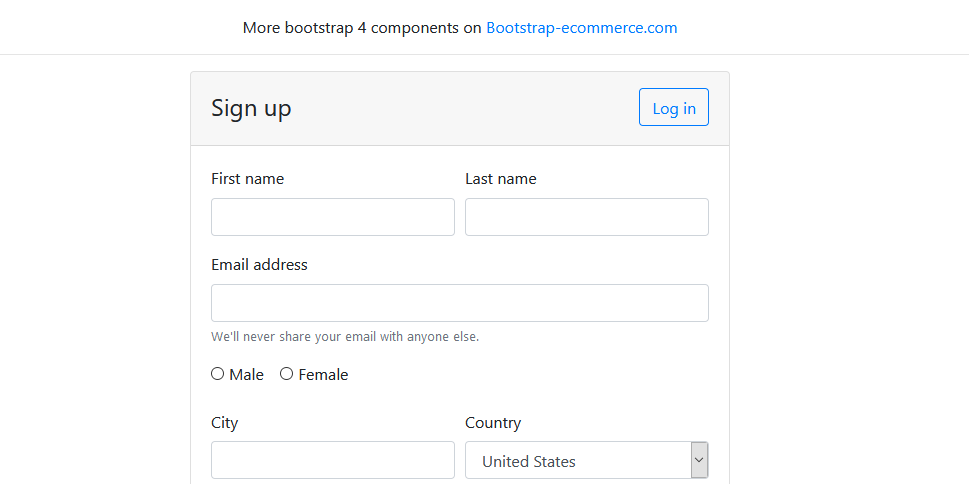 More bootstrap 4 components on Bootstrap-ecommerce.com
Sign up Log in
First name Last name
Email address
We'll never share your email with anyone else.
Male Female
City Country
United States